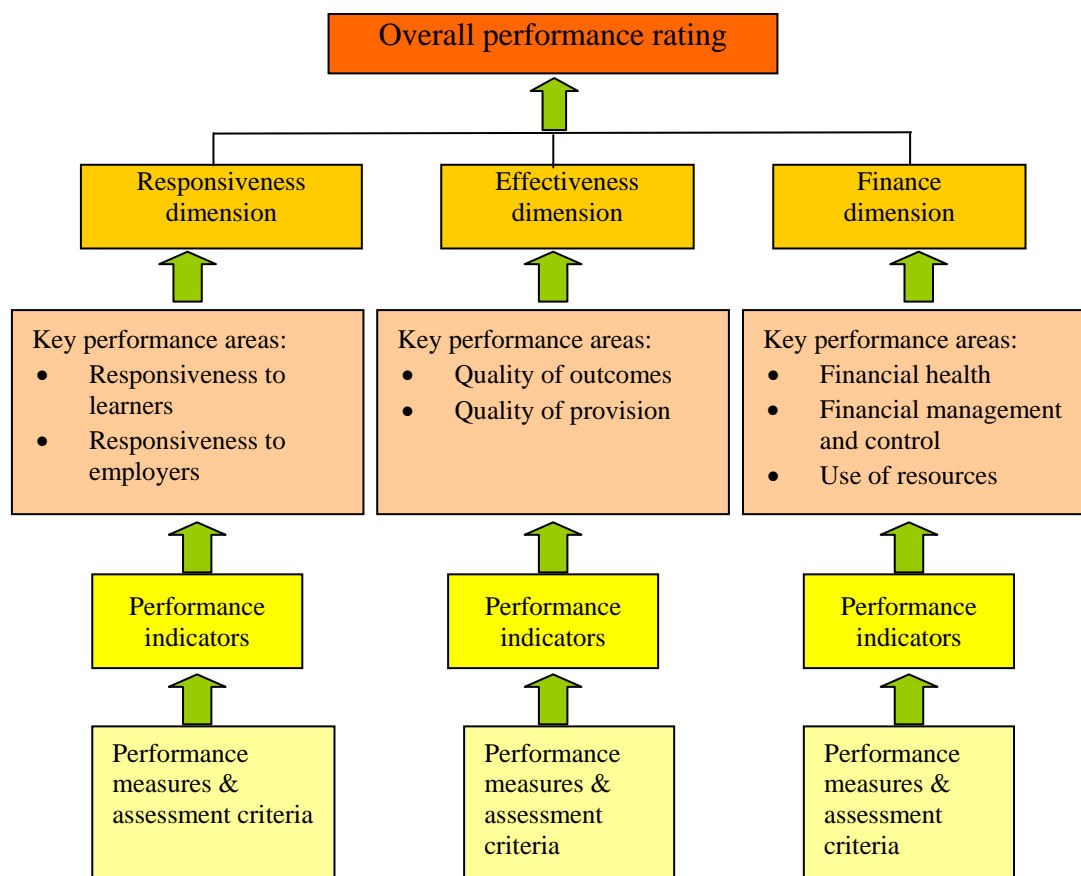 Overall performance rating
Responsiveness
dimension
Effectiveness
dimension
Finance
dimension
Key performance areas:
• Responsiveness to
learners
• Responsiveness to
employers
Key performance areas:
• Quality of outcomes
• Quality of provision
Key performance areas:
• Financial health
• Financial management
and control
• Use of resources
Performance
indicators
Performance
indicators
Performance
indicators
Performance
measures &
assessment criteria
Performance
measures &
assessment
criteria
Performance
measures &
assessment
criteria